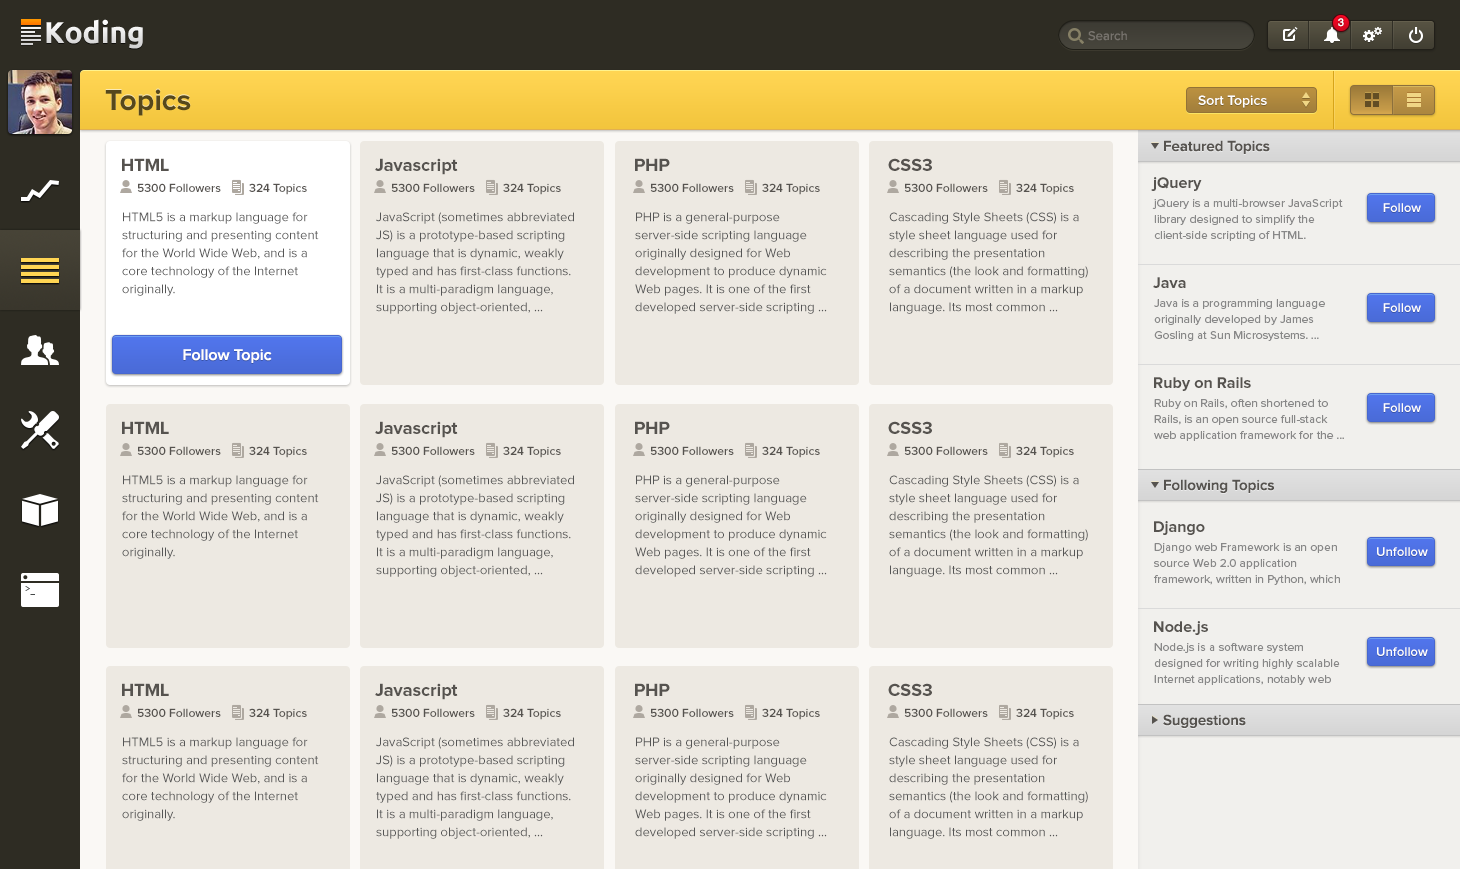 Koding
Search
3
Topics
Sort Topics
HTML
5300 Followers 324 Topics
HTML5 is a markup language for
structuring and presenting content
for the World Wide Web, and is a
core technology of the Internet
originally.
Follow Topic
Javascript
5300 Followers 324 Topics
JavaScript (sometimes abbreviated
JS) is a prototype-based scripting
language that is dynamic, weakly
typed and has first-class functions.
It is a multi-paradigm language,
supporting object-oriented, ...
PHP
5300 Followers 324 Topics
PHP is a general-purpose
server-side scripting language
originally designed for Web
development to produce dynamic
Web pages. It is one of the first
developed server-side scripting ...
CSS3
5300 Followers 324 Topics
Cascading Style Sheets (CSS) is a
style sheet language used for
describing the presentation
semantics (the look and formatting)
of a document written in a markup
language. Its most common ...
HTML
5300 Followers 324 Topics
HTML5 is a markup language for
structuring and presenting content
for the World Wide Web, and is a
core technology of the Internet
originally.
Javascript
5300 Followers 324 Topics
JavaScript (sometimes abbreviated
JS) is a prototype-based scripting
language that is dynamic, weakly
typed and has first-class functions.
It is a multi-paradigm language,
supporting object-oriented, ...
PHP
5300 Followers 324 Topics
PHP is a general-purpose
server-side scripting language
originally designed for Web
development to produce dynamic
Web pages. It is one of the first
developed server-side scripting ...
CSS3
5300 Followers 324 Topics
Cascading Style Sheets (CSS) is a
style sheet language used for
describing the presentation
semantics (the look and formatting)
of a document written in a markup
language. Its most common ...
HTML
5300 Followers 324 Topics
HTML5 is a markup language for
structuring and presenting content
for the World Wide Web, and is a
core technology of the Internet
originally.
Javascript
5300 Followers 324 Topics
JavaScript (sometimes abbreviated
JS) is a prototype-based scripting
language that is dynamic, weakly
typed and has first-class functions.
It is a multi-paradigm language,
supporting object-oriented, ...
PHP
5300 Followers 324 Topics
PHP is a general-purpose
server-side scripting language
originally designed for Web
development to produce dynamic
Web pages. It is one of the first
developed server-side scripting ...
CSS3
5300 Followers 324 Topics
Cascading Style Sheets (CSS) is a
style sheet language used for
describing the presentation
semantics (the look and formatting)
of a document written in a markup
language. Its most common ...
Featured Topics
jQuery
jQuery is a multi-browser JavaScript
library designed to simplify the
client-side scripting of HTML.
Follow
Java
Java is a programming language
originally developed by James
Gosling at Sun Microsystems. ...
Follow
Ruby on Rails
Ruby on Rails, often shortened to
Rails, is an open source full-stack
web application framework for the ...
Follow
Following Topics
Django
Django web Framework is an open
source Web 2.0 application
framework, written in Python, which
Unfollow
Node.js
Node.js is a software system
designed for writing highly scalable
Internet applications, notably web
Unfollow
Suggestions
>_